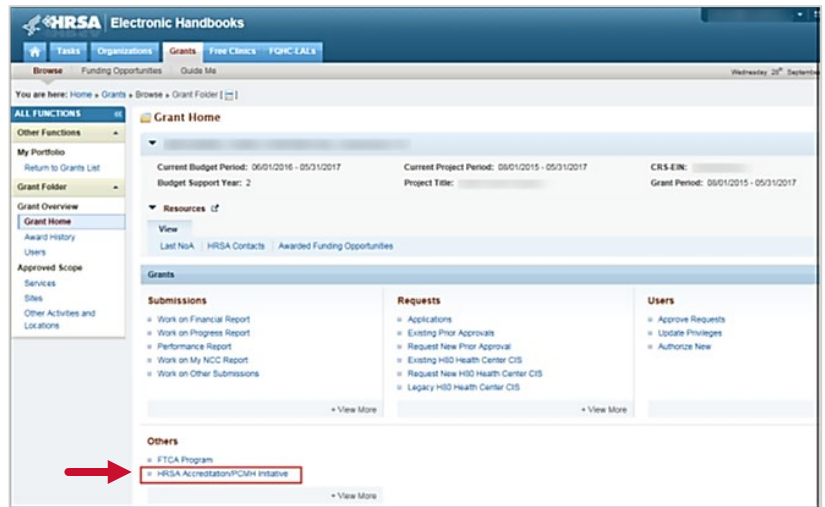 HRSA Electronic Handbooks
Tasks Organizations Grants Free Clinics FQHC-LALs
Browse Funding Opportunities Guide Me
Wednesday 28th September
You are here: Home » Grants » Browse » Grant Folder [ ]
ALL FUNCTIONS «
Other Functions
My Portfolio
Return to Grants List
Grant Folder
Grant Overview
Grant Home
Award History
Users
Approved Scope
Services
Sites
Other Activities and
Locations
Grant Home
Current Budget Period: 06/01/2016 - 05/31/2017 Current Project Period: 08/01/2015 - 05/31/2017 CRS-EIN:
Budget Support Year: 2 Project Title: Grant Period: 08/01/2015 - 05/31/2017
Resources
View
Last NoA | HRSA Contacts | Awarded Funding Opportunities
Grants
Submissions
Work on Financial Report
Work on Progress Report
Performance Report
Work on My NCC Report
Work on Other Submissions
+ View More
Requests
Applications
Existing Prior Approvals
Request New Prior Approval
Existing H80 Health Center CIS
Request New H80 Health Center CIS
Legacy H80 Health Center CIS
+ View More
Users
Approve Requests
Update Privileges
Authorize New
Others
FTCA Program
HRSA Accreditation/PCMH Initiative
+ View More